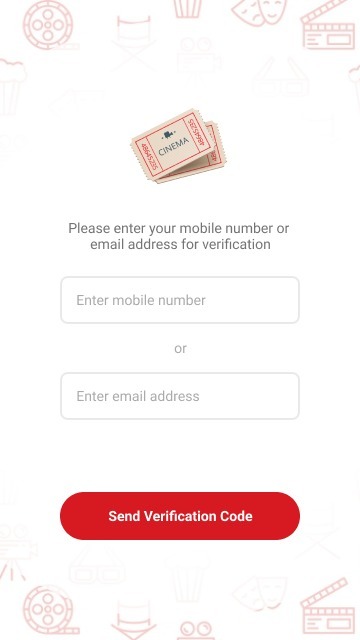 CINEMA
Please enter your mobile number or
email address for verification
Enter mobile number
or
Enter email address
Send Verification Code